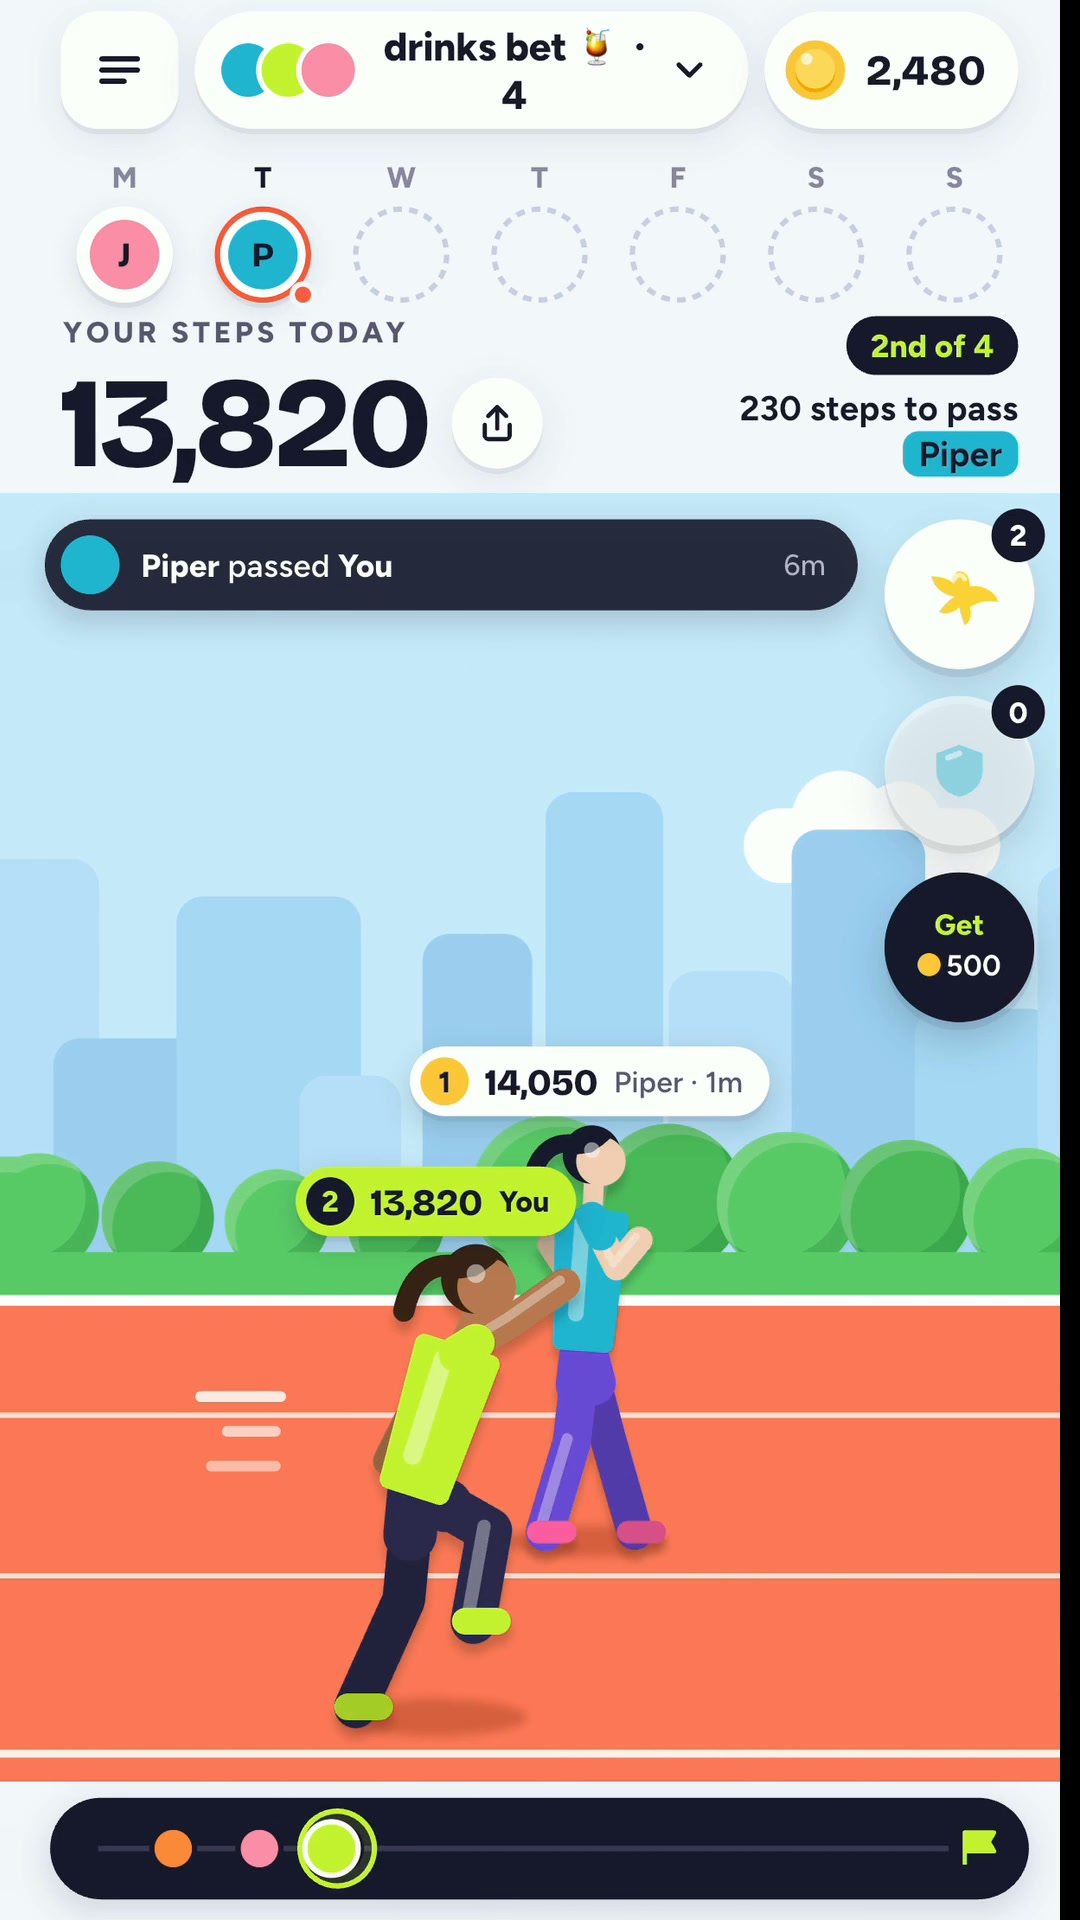 drinks bet 🍹 ·
4
2,480
M T W T F S S
J P
YOUR STEPS TODAY
13,820
2nd of 4
230 steps to pass
Piper
Piper passed You 6m
2
0
Get
500
1 14,050 Piper · 1m
2 13,820 You